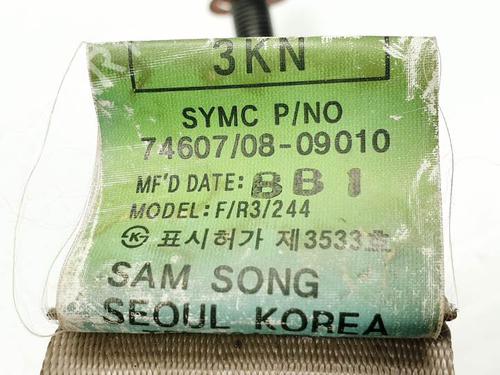 3KN
SYMC P/NO
74607/08-09010
MF'D DATE: 8B1
MODEL: F/R3/244
표시허가 제3533호
SAM SONG
SEOUL KOREA